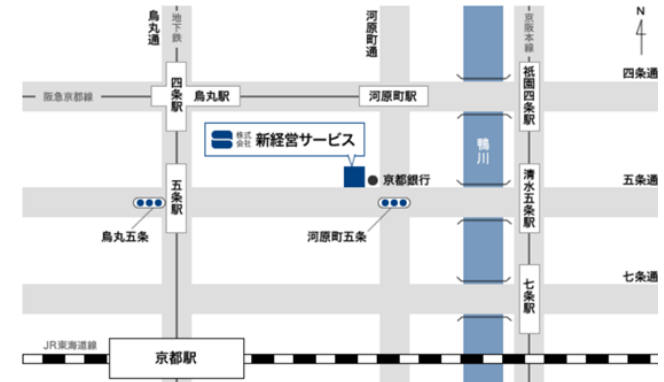 烏丸通
地下鉄
河原町通
京阪本線
N
四条通
阪急京都線
四条駅
烏丸駅
河原町駅
祇園四条駅
株式会社 新経営サービス
鴨川
京都銀行
五条通
五条駅
清水五条駅
烏丸五条
河原町五条
七条通
七条駅
JR東海道線
京都駅